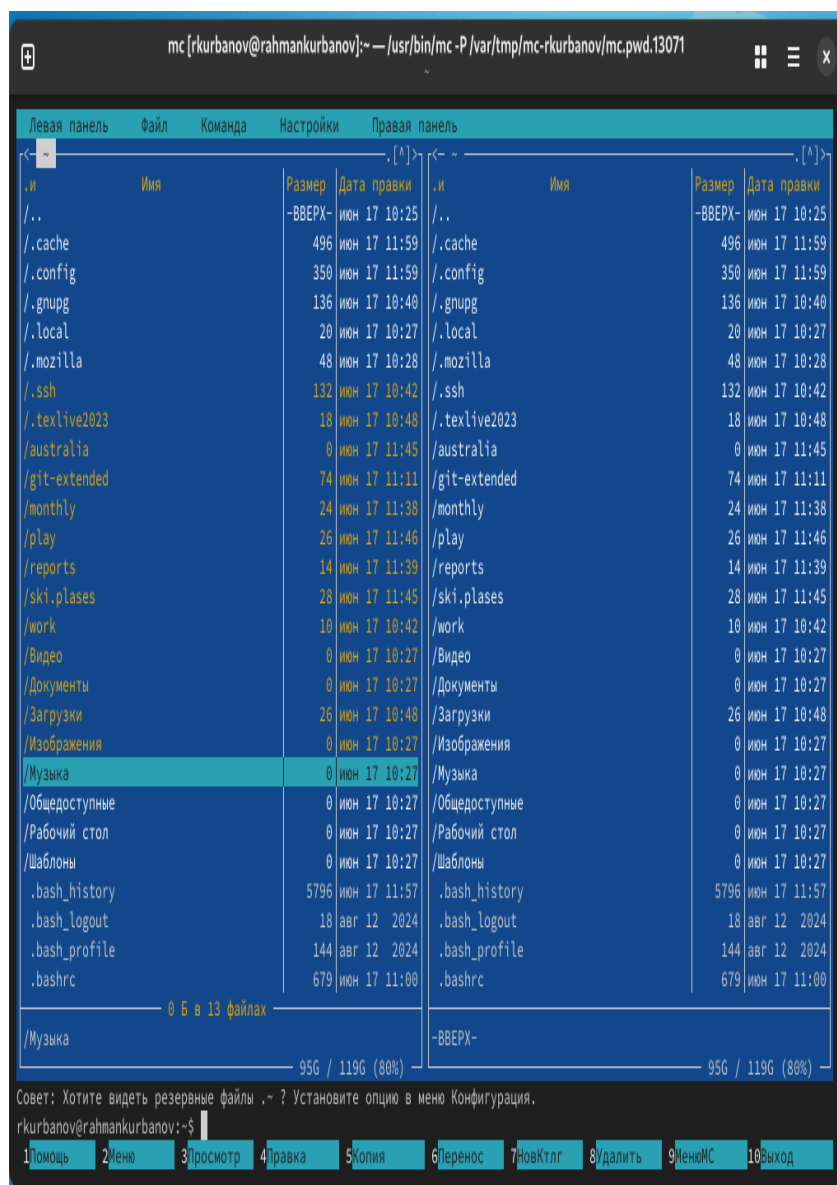 mc [rkurbanov@rahmankurbanov]:~ — /usr/bin/mc -P /var/tmp/mc-rkurbanov/mc.pwd.13071
~
Левая панель Файл Команда Настройки Правая панель
<- ~ .[^]> <- ~ .[^]>
.и Имя Размер Дата правки .и Имя Размер Дата правки
/.. -ВВЕРХ- июн 17 10:25 /.. -ВВЕРХ- июн 17 10:25
/.cache 496 июн 17 11:59 /.cache 496 июн 17 11:59
/.config 350 июн 17 11:59 /.config 350 июн 17 11:59
/.gnupg 136 июн 17 10:40 /.gnupg 136 июн 17 10:40
/.local 20 июн 17 10:27 /.local 20 июн 17 10:27
/.mozilla 48 июн 17 10:28 /.mozilla 48 июн 17 10:28
/.ssh 132 июн 17 10:42 /.ssh 132 июн 17 10:42
/.texlive2023 18 июн 17 10:48 /.texlive2023 18 июн 17 10:48
/australia 0 июн 17 11:45 /australia 0 июн 17 11:45
/git-extended 74 июн 17 11:11 /git-extended 74 июн 17 11:11
/monthly 24 июн 17 11:38 /monthly 24 июн 17 11:38
/play 26 июн 17 11:46 /play 26 июн 17 11:46
/reports 14 июн 17 11:39 /reports 14 июн 17 11:39
/ski.plases 28 июн 17 11:45 /ski.plases 28 июн 17 11:45
/work 10 июн 17 10:42 /work 10 июн 17 10:42
/Видео 0 июн 17 10:27 /Видео 0 июн 17 10:27
/Документы 0 июн 17 10:27 /Документы 0 июн 17 10:27
/Загрузки 26 июн 17 10:48 /Загрузки 26 июн 17 10:48
/Изображения 0 июн 17 10:27 /Изображения 0 июн 17 10:27
/Музыка 0 июн 17 10:27 /Музыка 0 июн 17 10:27
/Общедоступные 0 июн 17 10:27 /Общедоступные 0 июн 17 10:27
/Рабочий стол 0 июн 17 10:27 /Рабочий стол 0 июн 17 10:27
/Шаблоны 0 июн 17 10:27 /Шаблоны 0 июн 17 10:27
.bash_history 5796 июн 17 11:57 .bash_history 5796 июн 17 11:57
.bash_logout 18 авг 12 2024 .bash_logout 18 авг 12 2024
.bash_profile 144 авг 12 2024 .bash_profile 144 авг 12 2024
.bashrc 679 июн 17 11:00 .bashrc 679 июн 17 11:00
0 Б в 13 файлах
/Музыка -ВВЕРХ-
95G / 119G (80%) 95G / 119G (80%)
Совет: Хотите видеть резервные файлы .~ ? Установите опцию в меню Конфигурация.
rkurbanov@rahmankurbanov:~$
1Помощь 2Меню 3Просмотр 4Правка 5Копия 6Перенос 7НовКтлг 8Удалить 9МенюМС 10Выход